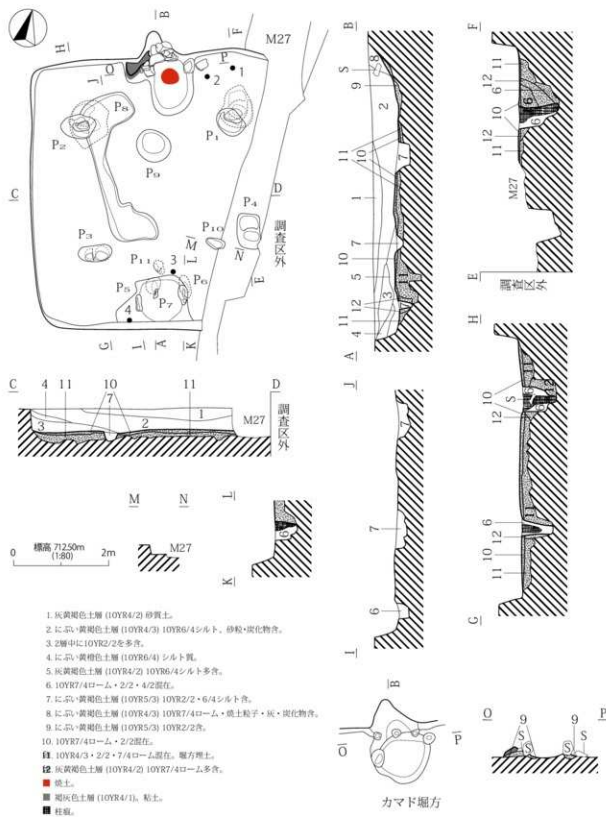 B
H
F
M27
O
P
J
1
2
P8
P2
P1
P9
C
D
調査区外
P4
P3
P10
M
N
L
E
P11
3
P5
P6
P7
4
G
I
A
K
B
S
8
9
2
11
10
7
1
7
10
5
12
3
11
4
A
F
11
12
6
10
12
11
6
M27
E
調査区外
H
10
S
12
6
12
10
11
G
J
7
7
6
I
C
4
11
7
10
11
D
3
2
1
M27
調査区外
M
N
M27
L
6
K
標高 712.50m
0
(1:80)
2m
1. 灰黄褐色土層 (10YR4/2) 砂質土。
2. にぶい黄褐色土層 (10YR4/3) 10YR6/4シルト、砂粒・炭化物含。
3. 2層中に10YR2/2を多含。
4. にぶい黄橙色土層 (10YR6/4) シルト質。
5. 灰黄褐色土層 (10YR4/2) 10YR6/4シルト多含。
6. 10YR7/4ローム・2/2・4/2混在。
7. にぶい黄褐色土層 (10YR5/3) 10YR2/2・6/4シルト含。
8. にぶい黄褐色土層 (10YR4/3) 10YR7/4ローム・焼土粒子・灰・炭化物含。
9. にぶい黄褐色土層 (10YR5/3) 10YR2/2含。
10. 10YR7/4ローム・2/2混在。
11. 10YR4/3・2/2・7/4ローム混在。堀方埋土。
12. 灰黄褐色土層 (10YR4/2) 10YR7/4ローム多含。
焼土。
褐灰色土層 (10YR4/1)。粘土。
柱痕。
B
O
P
カマド堀方
O
9
9
P
S
S
S
S